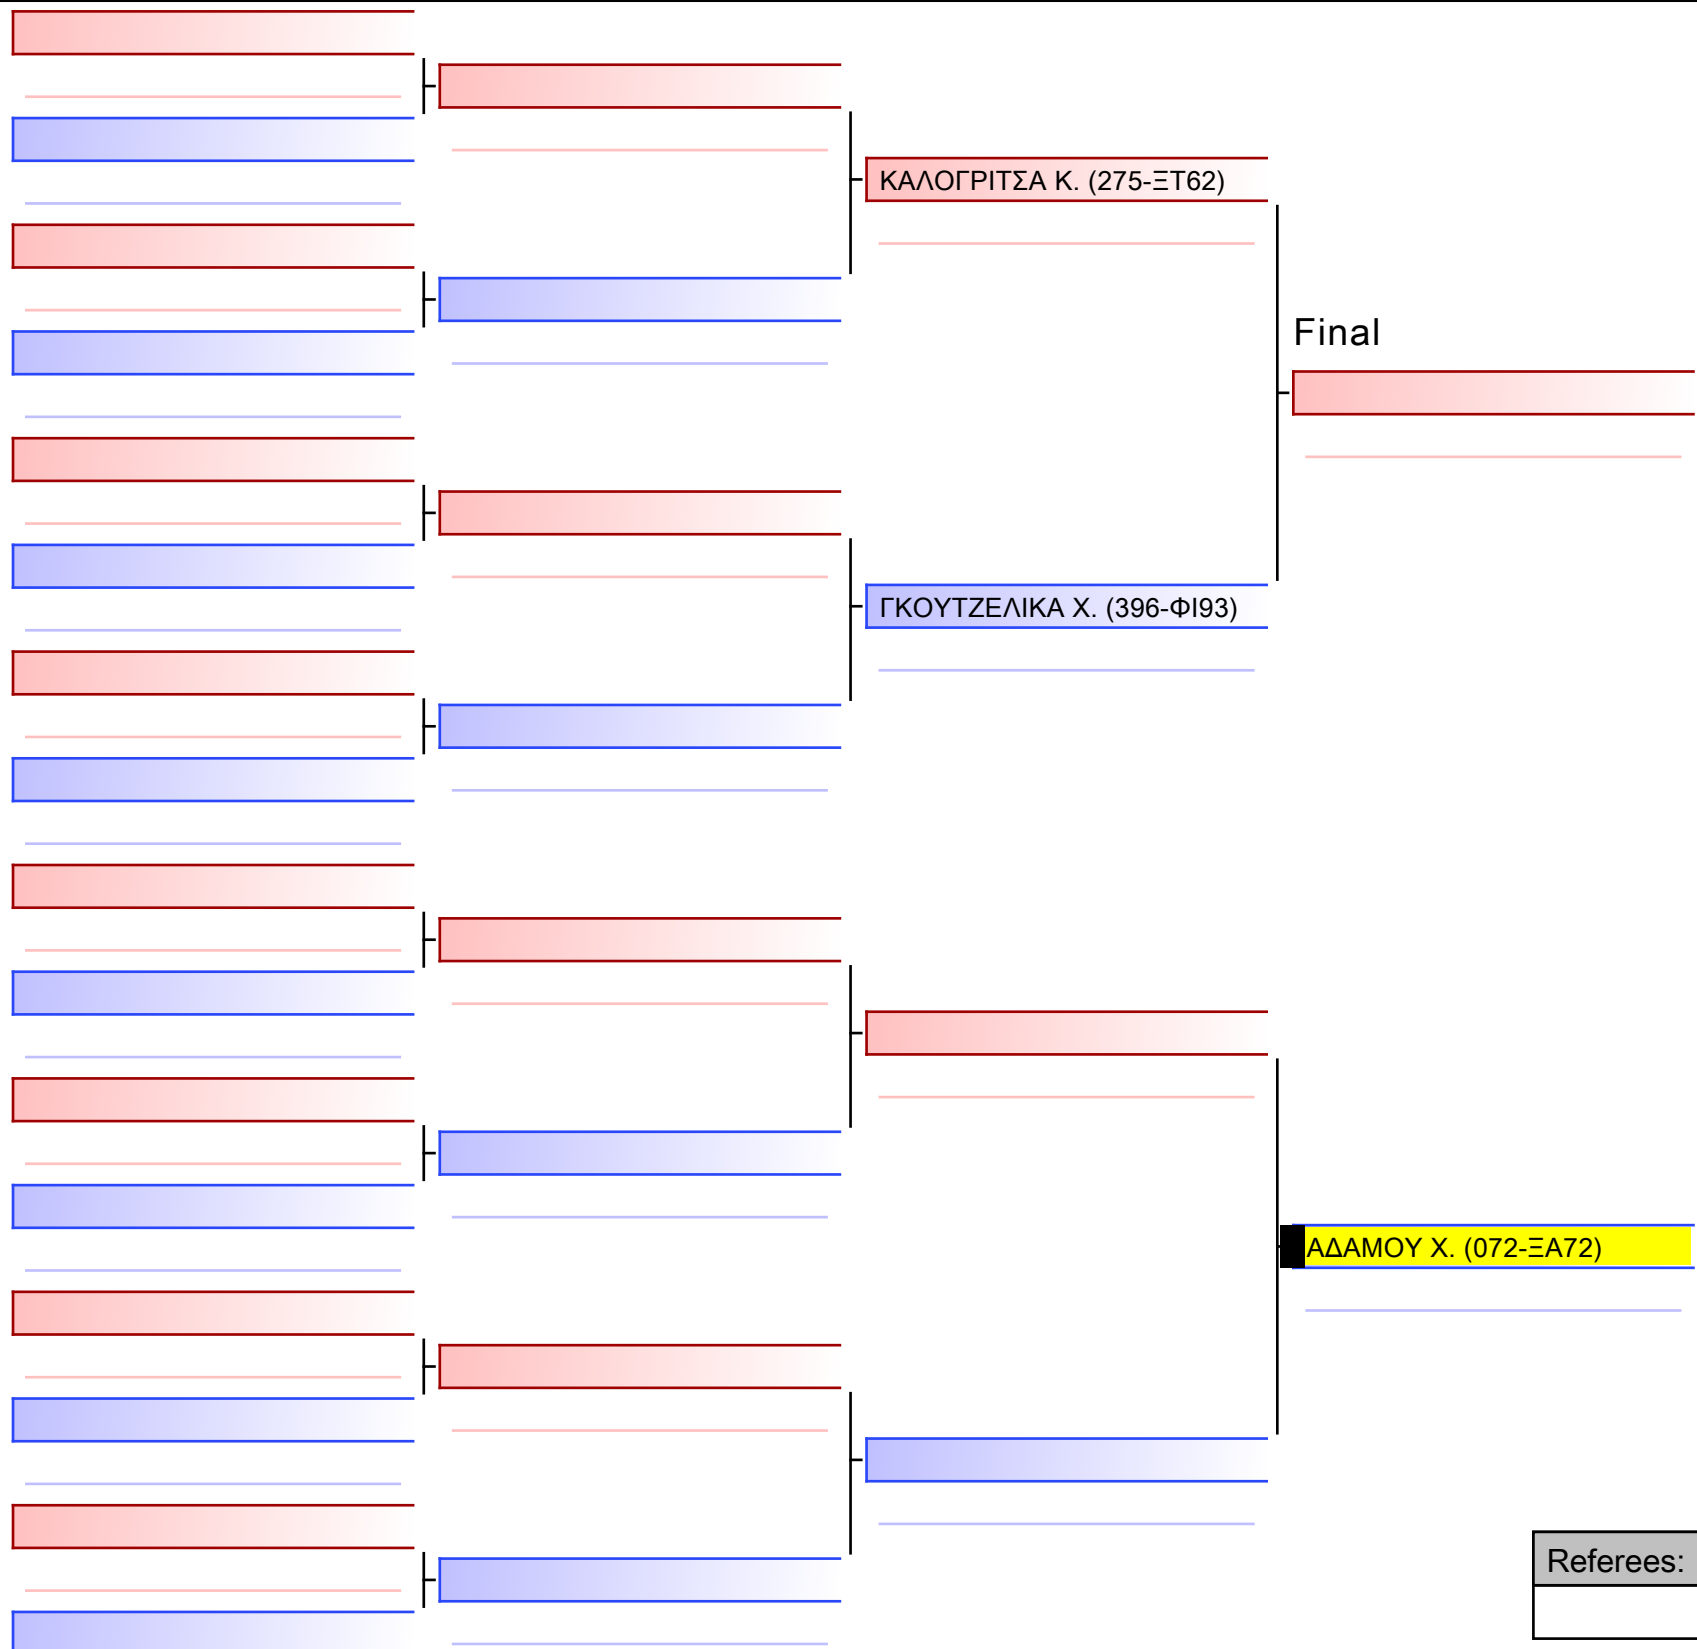 ΚΑΛΟΓΡΙΤΣΑ Κ. (275-ΞΤ62)
Final
ΓΚΟΥΤΖΕΛΙΚΑ Χ. (396-ΦΙ93)
ΑΔΑΜΟΥ Χ. (072-ΞΑ72)
Referees: